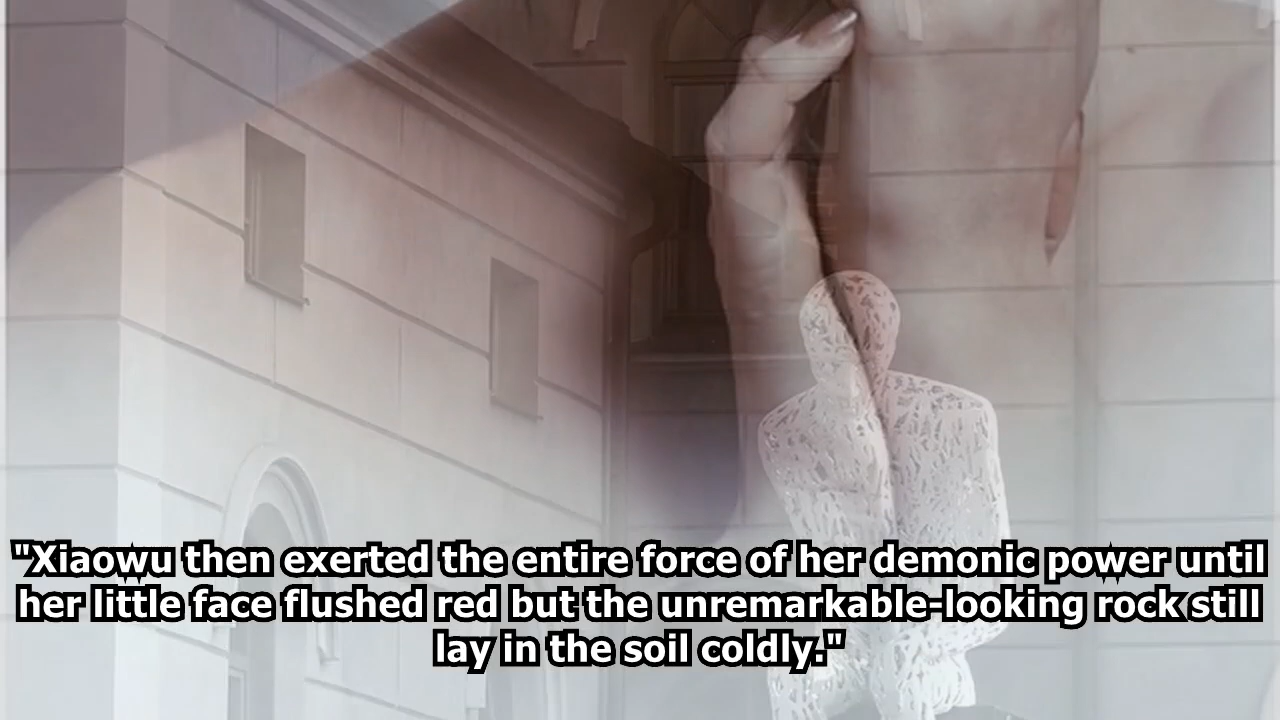 "Xiaowu then exerted the entire force of her demonic power until
her little face flushed red but the unremarkable-looking rock still
lay in the soil coldly."